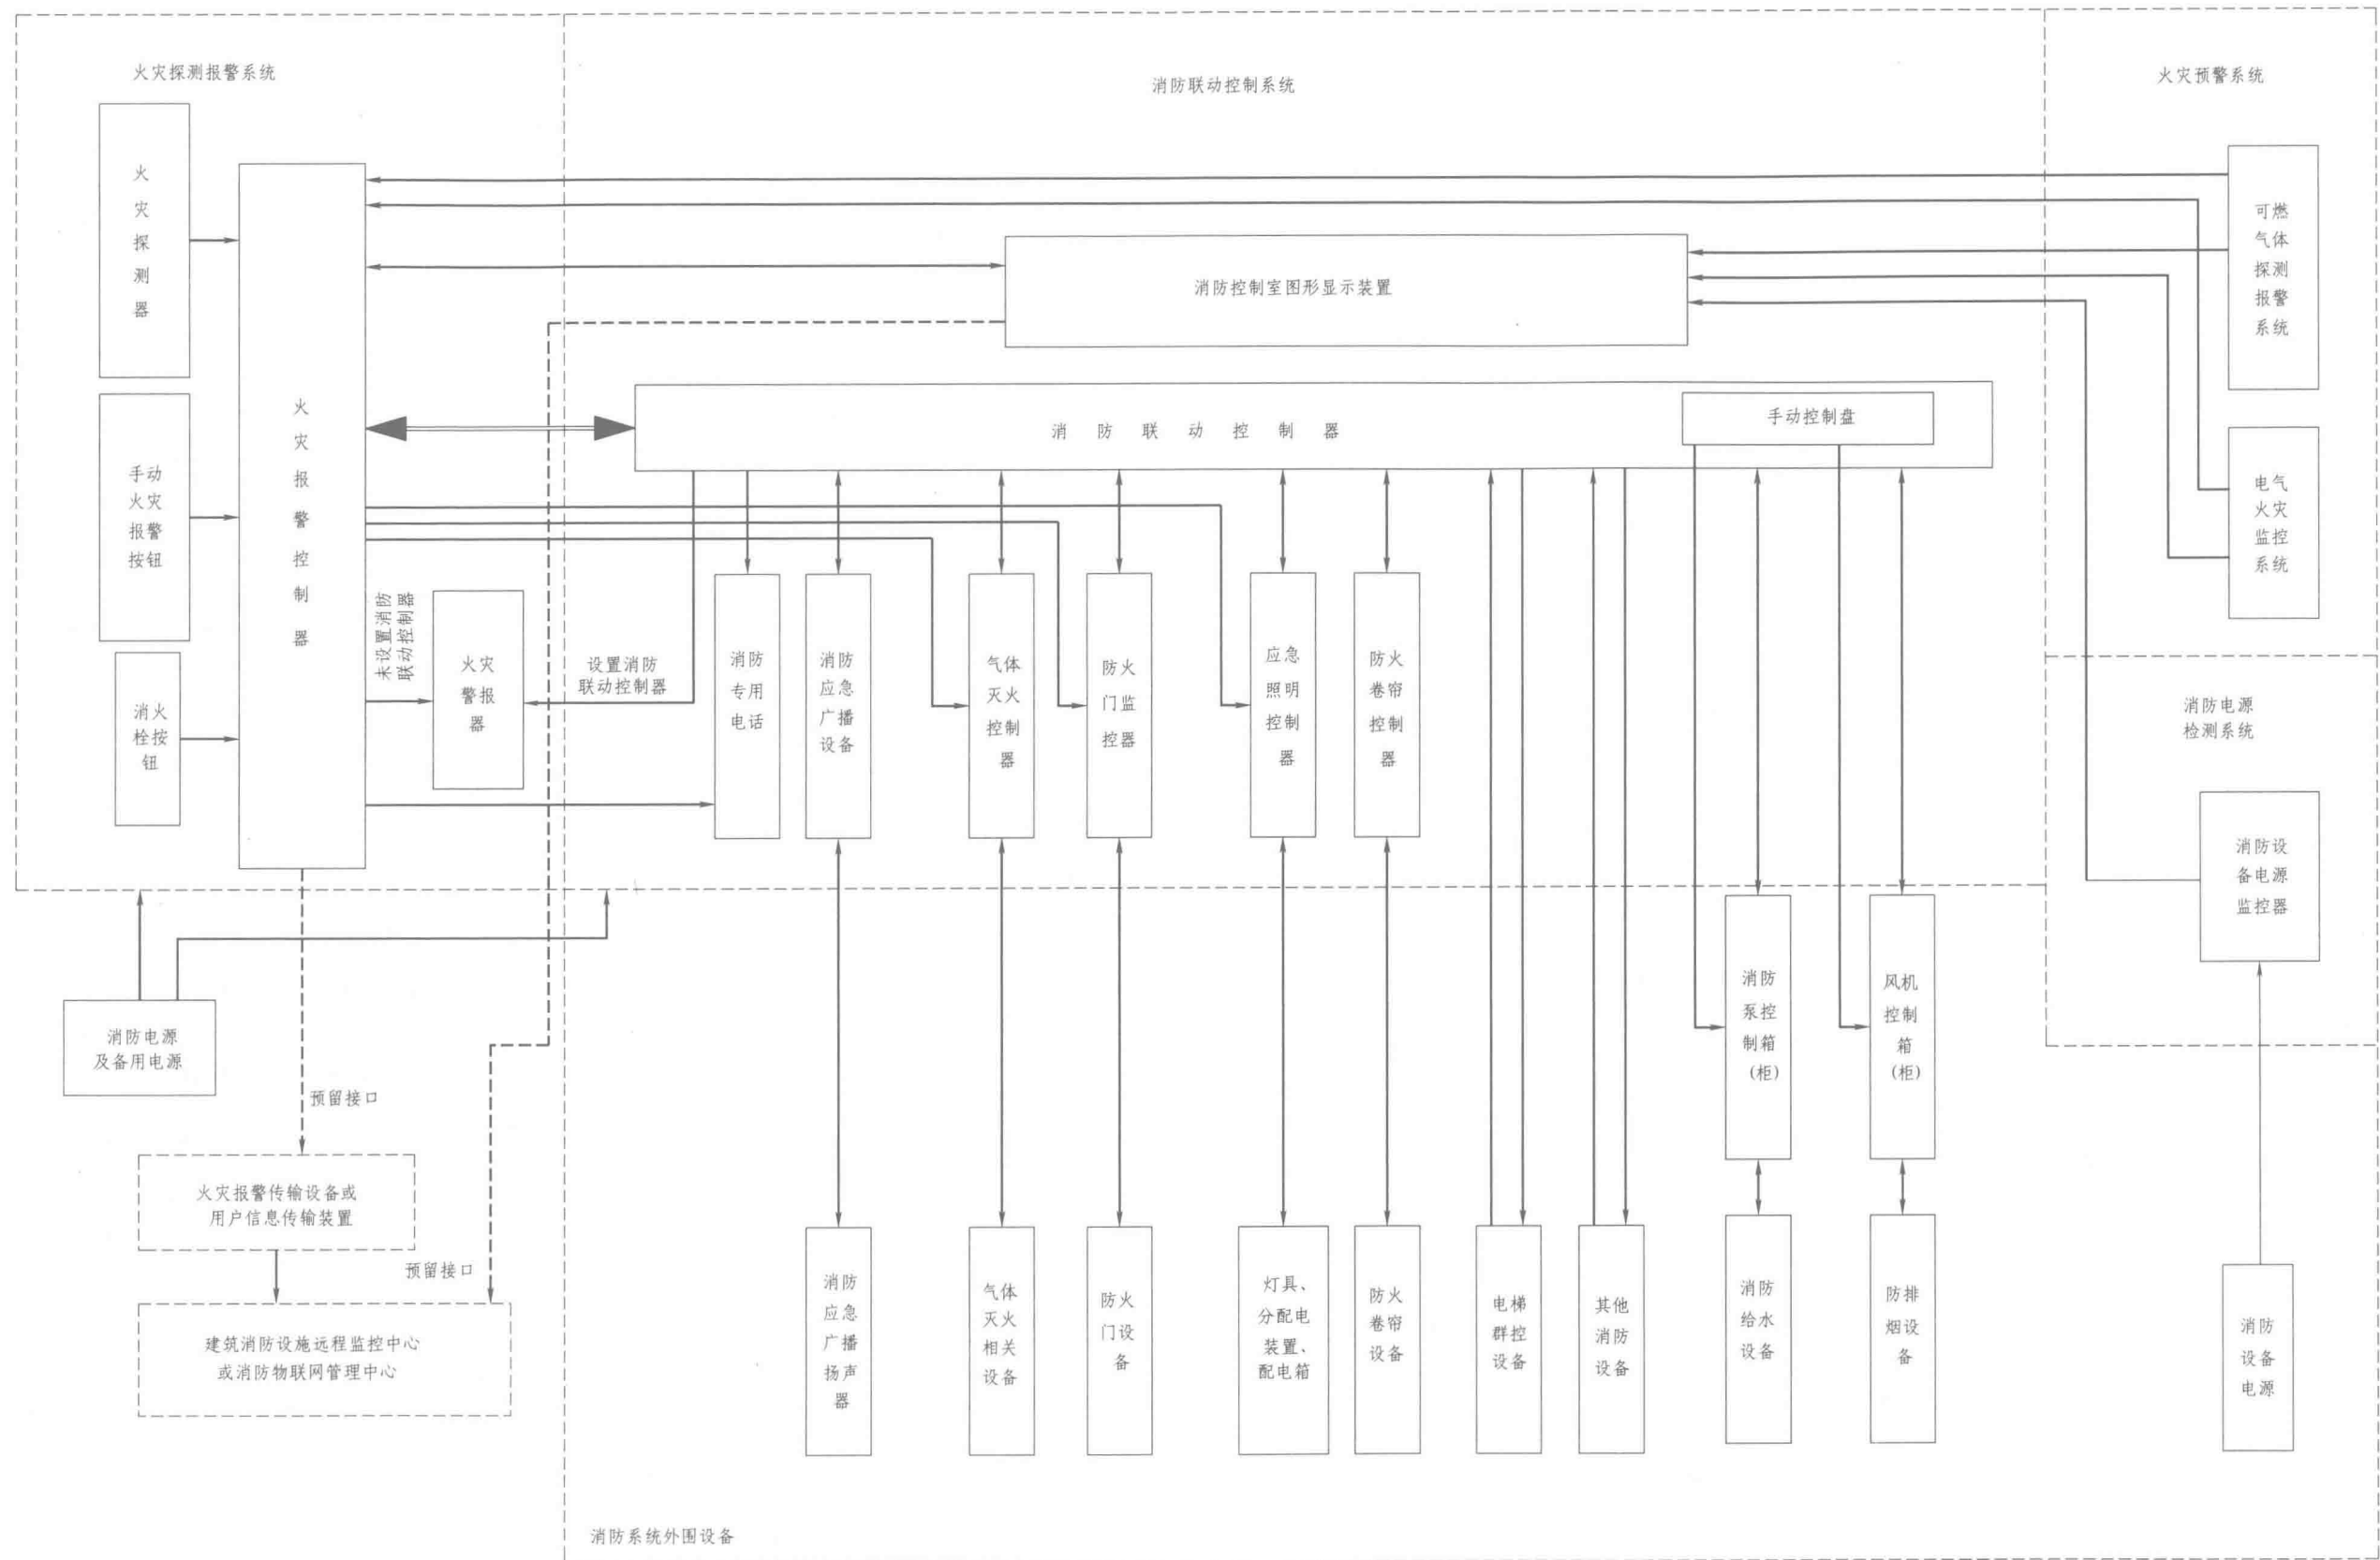 火灾探测报警系统
消防联动控制系统
火灾预警系统
火
灾
探
测
器
手动
火灾
报警
按钮
消火
栓按
钮
火
灾
报
警
控
制
器
可燃
气体
探测
报警
系统
消防控制室图形显示装置
消防联动控制器
手动控制盘
电气
火灾
监控
系统
未设置消防
联动控制器
火灾
警报
器
设置消防
联动控制器
消防
专用
电话
消防
应急
广播
设备
气体
灭火
控制
器
防火
门监
控器
应急
照明
控制
器
防火
卷帘
控制
器
消防电源
检测系统
消防设
备电源
监控器
消防
泵控
制箱
(柜)
风机
控制
箱
(柜)
消防电源
及备用电源
预留接口
火灾报警传输设备或
用户信息传输装置
预留接口
建筑消防设施远程监控中心
或消防物联网管理中心
消防
应急
广播
扬声
器
气体
灭火
相关
设备
防火
门设
备
灯具、
分配电
装置、
配电箱
防火
卷帘
设备
电梯
群控
设备
其他
消防
设备
消防
给水
设备
防排
烟设
备
消防
设备
电源
消防系统外围设备